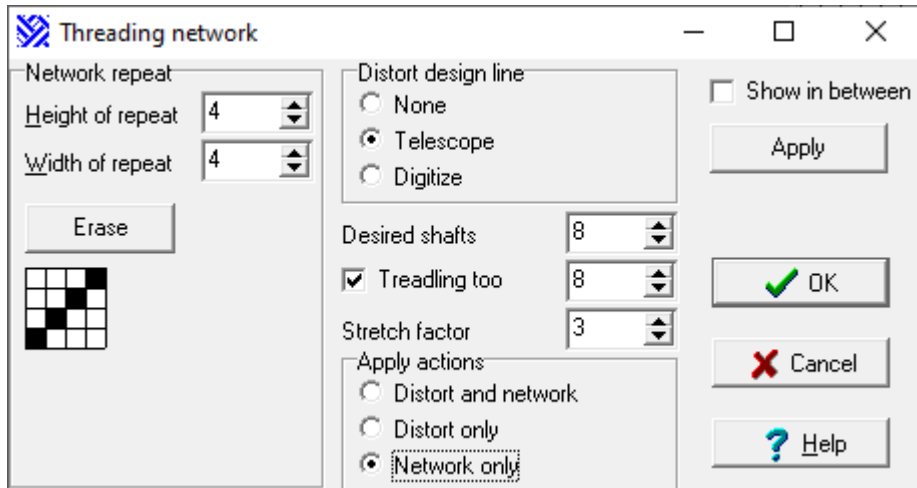 Threading network
Network repeat
Height of repeat 4
Width of repeat 4
Erase
Distort design line
None
Telescope
Digitize
Desired shafts 8
Treadling too 8
Stretch factor 3
Apply actions
Distort and network
Distort only
Network only
Show in between
Apply
OK
Cancel
Help